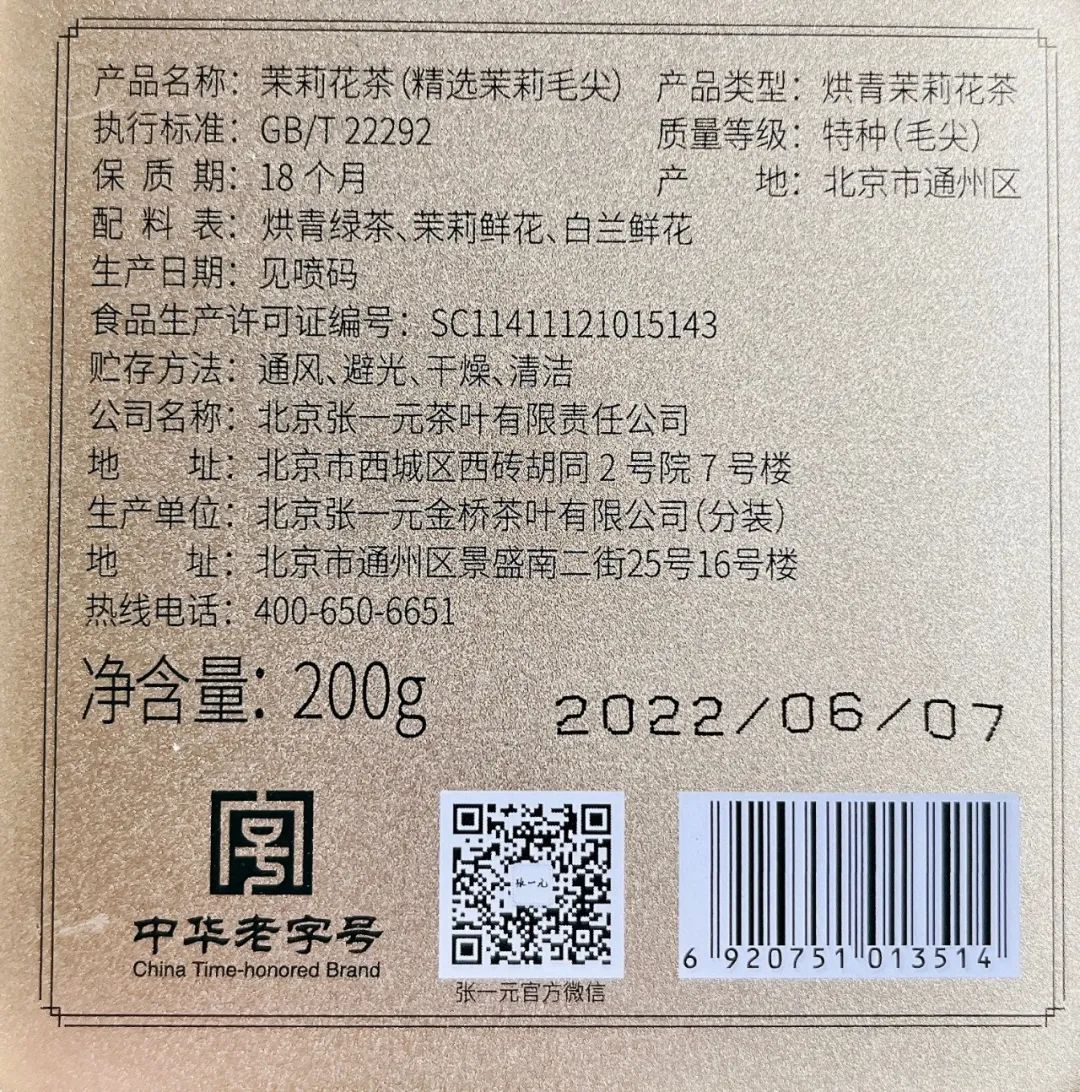 产品名称：茉莉花茶（精选茉莉毛尖） 产品类型：烘青茉莉花茶
执行标准：GB/T 22292 质量等级：特种（毛尖）
保质期：18个月 产地：北京市通州区
配料表：烘青绿茶、茉莉鲜花、白兰鲜花
生产日期：见喷码
食品生产许可证编号：SC11411121015143
贮存方法：通风、避光、干燥、清洁
公司名称：北京张一元茶叶有限责任公司
地址：北京市西城区西砖胡同2号院7号楼
生产单位：北京张一元金桥茶叶有限公司（分装）
地址：北京市通州区景盛南二街25号16号楼
热线电话：400-650-6651
净含量：200g
2022/06/07
中华老字号
China Time-honored Brand
张一元
张一元官方微信
6 920751 013514